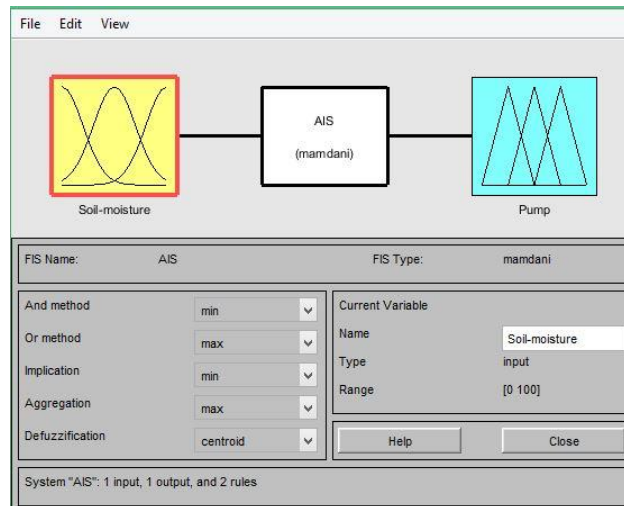 File Edit View
AIS
(mamdani)
Soil-moisture
Pump
FIS Name: AIS FIS Type: mamdani
And method min
Or method max
Implication min
Aggregation max
Defuzzification centroid
Current Variable
Name Soil-moisture
Type input
Range [0 100]
Help Close
System "AIS": 1 input, 1 output, and 2 rules